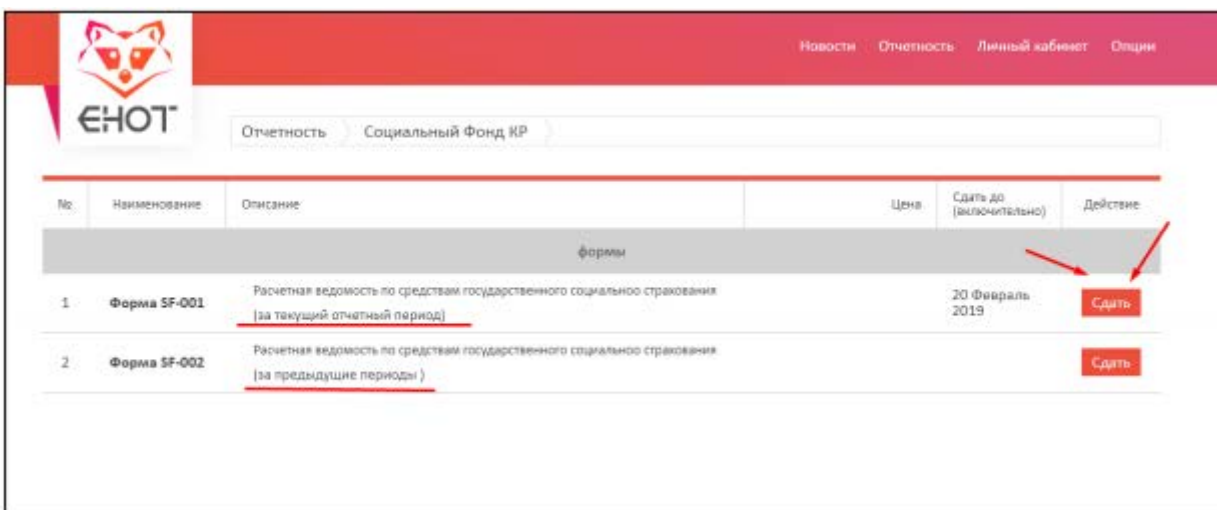 Новости Отчетность Личный кабинет Опции
ЕНОТ
Отчетность Социальный Фонд КР
№ Наименование Описание Цена Сдать до (включительно) Действие
формы
1 Форма SF-001 Расчетная ведомость по средствам государственного социальноо страхования (за текущий отчетный период) 20 Февраль 2019 Сдать
2 Форма SF-002 Расчетная ведомость по средствам государственного социальноо страхования (за предыдущие периоды ) Сдать